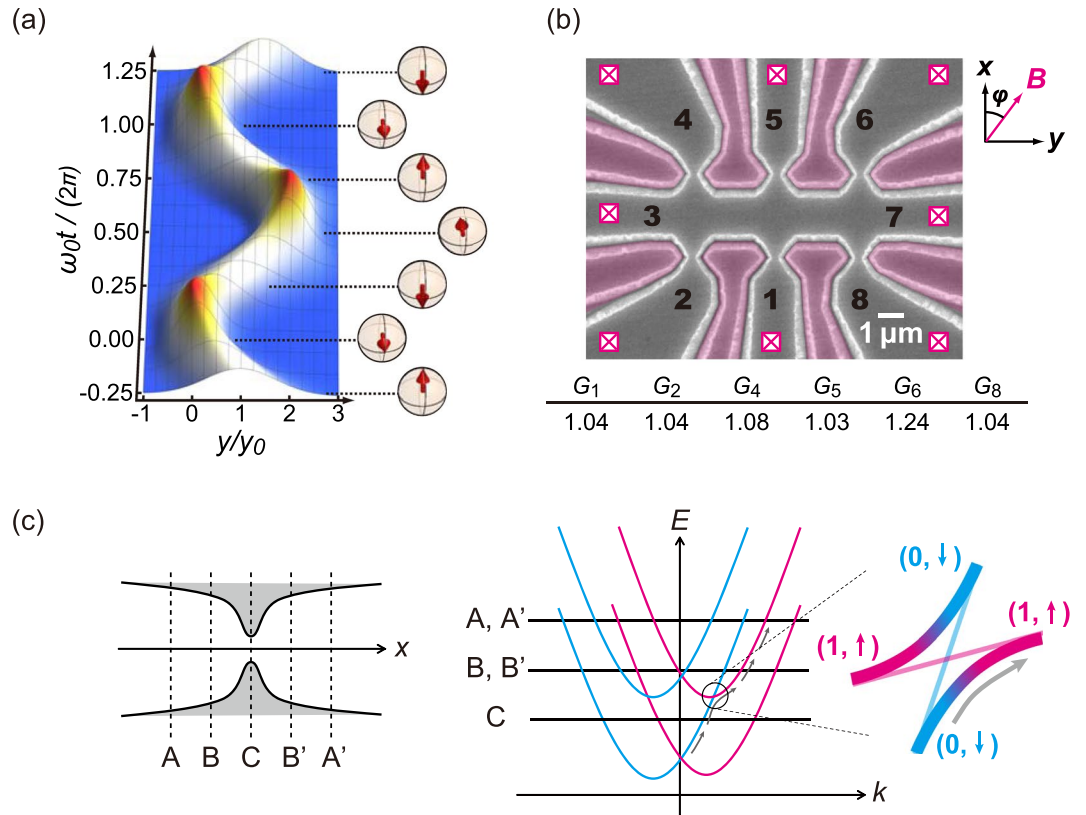 (a)
1.25
1.00
0.75
0.50
0.25
0.00
-0.25
ω₀t / (2π)
-1 0 1 2 3
y/y₀
(b)
4 5 6
3 7
2 1 8
1 μm
x
φ
B
y
G₁ G₂ G₄ G₅ G₆ G₈
1.04 1.04 1.08 1.03 1.24 1.04
(c)
x
A B C B’ A’
E
A, A’
B, B’
C
k
(0, ↓)
(1, ↑)
(1, ↑)
(0, ↓)